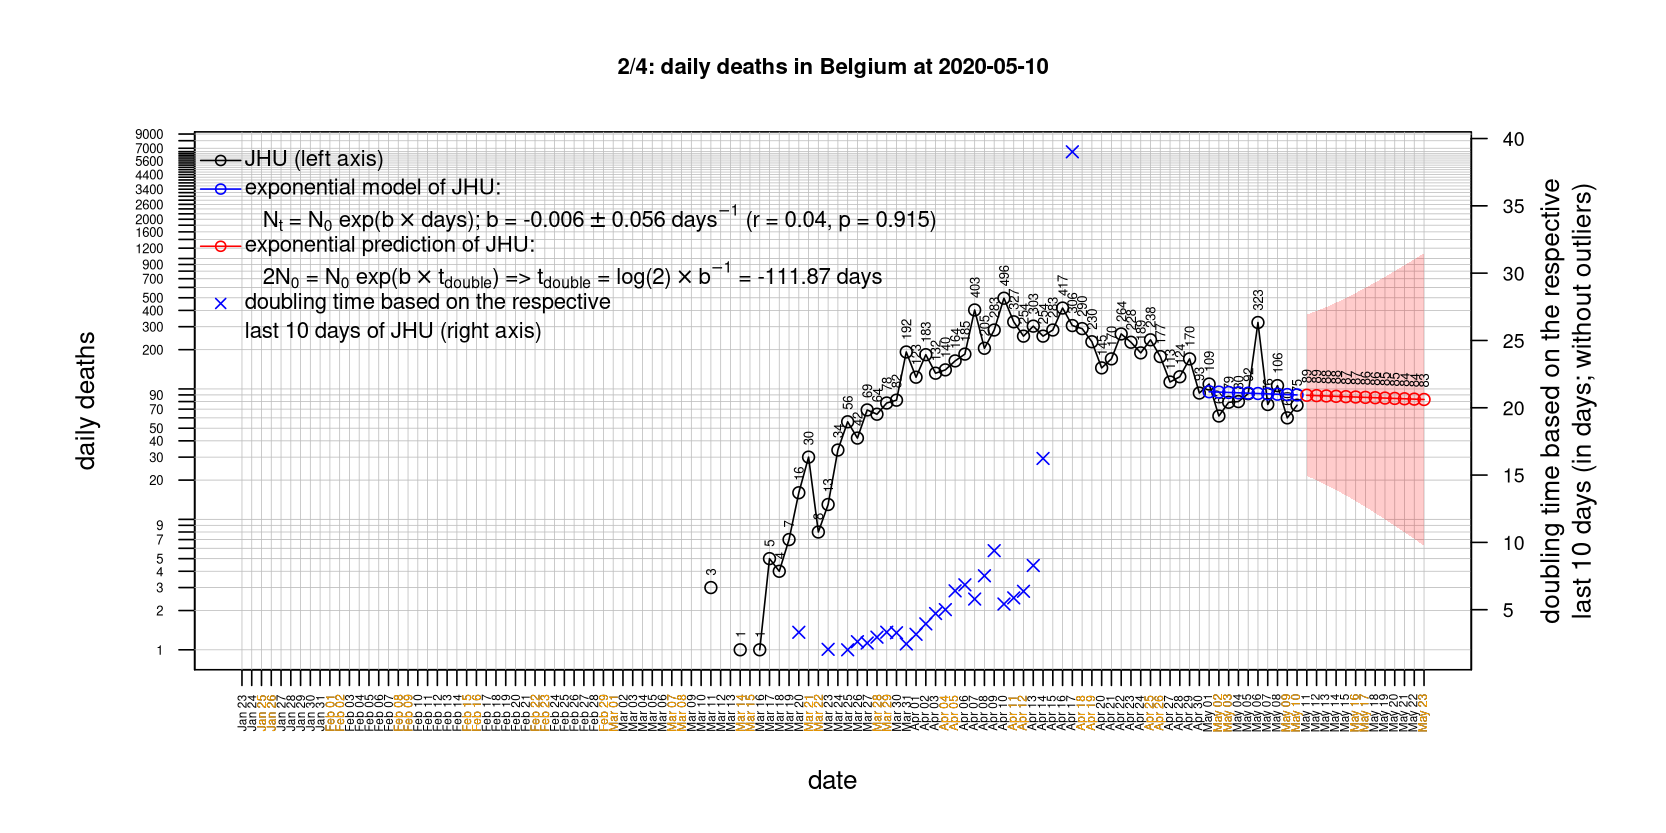 2/4: daily deaths in Belgium at 2020-05-10
JHU (left axis)
exponential model of JHU:
Nt = N0 exp(b × days); b = -0.006 ± 0.056 days−1 (r = 0.04, p = 0.915)
exponential prediction of JHU:
2N0 = N0 exp(b × tdouble) => tdouble = log(2) × b−1 = -111.87 days
doubling time based on the respective
last 10 days of JHU (right axis)
daily deaths
9000
7000
5600
4400
3400
2600
2000
1600
1200
900
700
500
400
300
200
90
70
50
40
30
20
9
7
5
4
3
2
1
3
1
1
5
4
7
16
30
8
13
34
56
42
69
64
78
82
192
123
183
132
140
164
185
403
205
283
496
327
254
303
254
283
417
306
290
230
145
170
264
228
189
238
177
113
124
170
93
109
79
80
92
323
76
106
75
89
89
88
88
87
87
86
86
85
85
84
84
83
40
35
30
25
20
15
10
5
doubling time based on the respective
last 10 days (in days; without outliers)
Jan 23
Jan 24
Jan 25
Jan 26
Jan 27
Jan 28
Jan 29
Jan 30
Jan 31
Feb 01
Feb 02
Feb 03
Feb 04
Feb 05
Feb 06
Feb 07
Feb 08
Feb 09
Feb 10
Feb 11
Feb 12
Feb 13
Feb 14
Feb 15
Feb 16
Feb 17
Feb 18
Feb 19
Feb 20
Feb 21
Feb 22
Feb 23
Feb 24
Feb 25
Feb 26
Feb 27
Feb 28
Feb 29
Mar 01
Mar 02
Mar 03
Mar 04
Mar 05
Mar 06
Mar 07
Mar 08
Mar 09
Mar 10
Mar 11
Mar 12
Mar 13
Mar 14
Mar 15
Mar 16
Mar 17
Mar 18
Mar 19
Mar 20
Mar 21
Mar 22
Mar 23
Mar 24
Mar 25
Mar 26
Mar 27
Mar 28
Mar 29
Mar 30
Mar 31
Apr 01
Apr 02
Apr 03
Apr 04
Apr 05
Apr 06
Apr 07
Apr 08
Apr 09
Apr 10
Apr 11
Apr 12
Apr 13
Apr 14
Apr 15
Apr 16
Apr 17
Apr 18
Apr 19
Apr 20
Apr 21
Apr 22
Apr 23
Apr 24
Apr 25
Apr 26
Apr 27
Apr 28
Apr 29
Apr 30
May 01
May 02
May 03
May 04
May 05
May 06
May 07
May 08
May 09
May 10
May 11
May 12
May 13
May 14
May 15
May 16
May 17
May 18
May 19
May 20
May 21
May 22
May 23
date